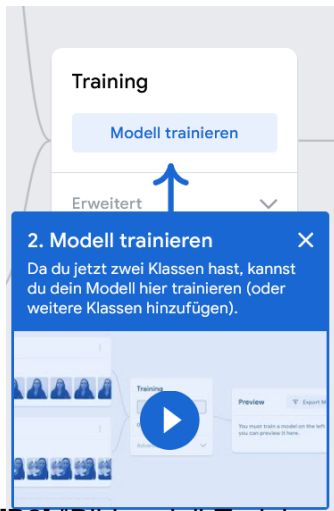 Training
Modell trainieren
Erweitert
2. Modell trainieren
Da du jetzt zwei Klassen hast, kannst
du dein Modell hier trainieren (oder
weitere Klassen hinzufügen).
Training
Preview
Export M
You must train a model on the left
you can preview it here.